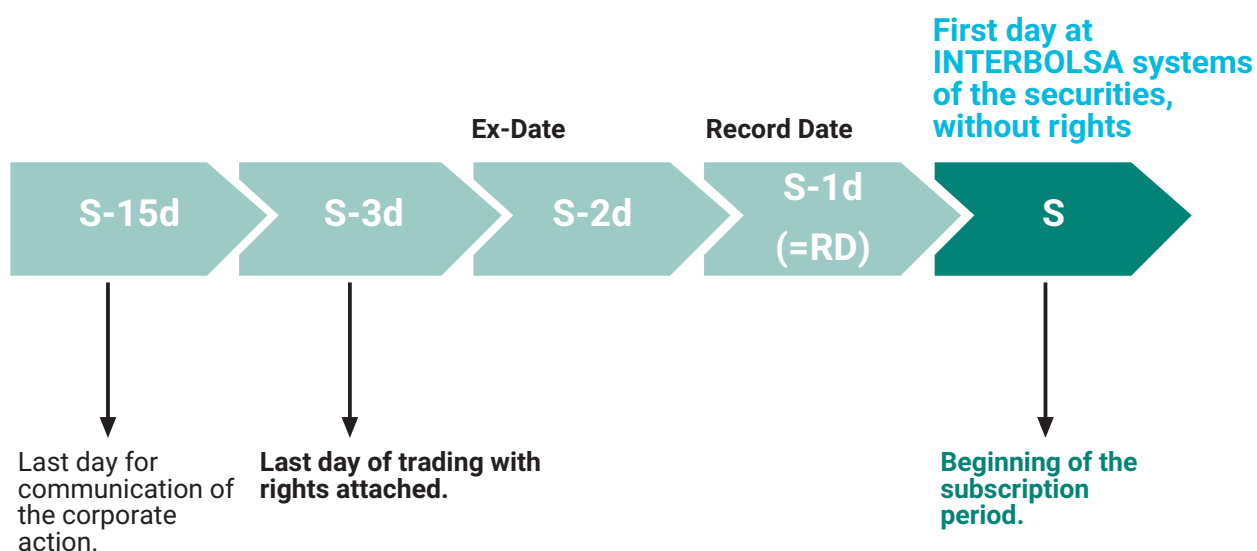 First day at
INTERBOLSA systems
of the securities,
without rights
Ex-Date
Record Date
S-15d
S-3d
S-2d
S-1d
(=RD)
S
Last day for
communication of
the corporate
action.
Last day of trading with
rights attached.
Beginning of the
subscription
period.